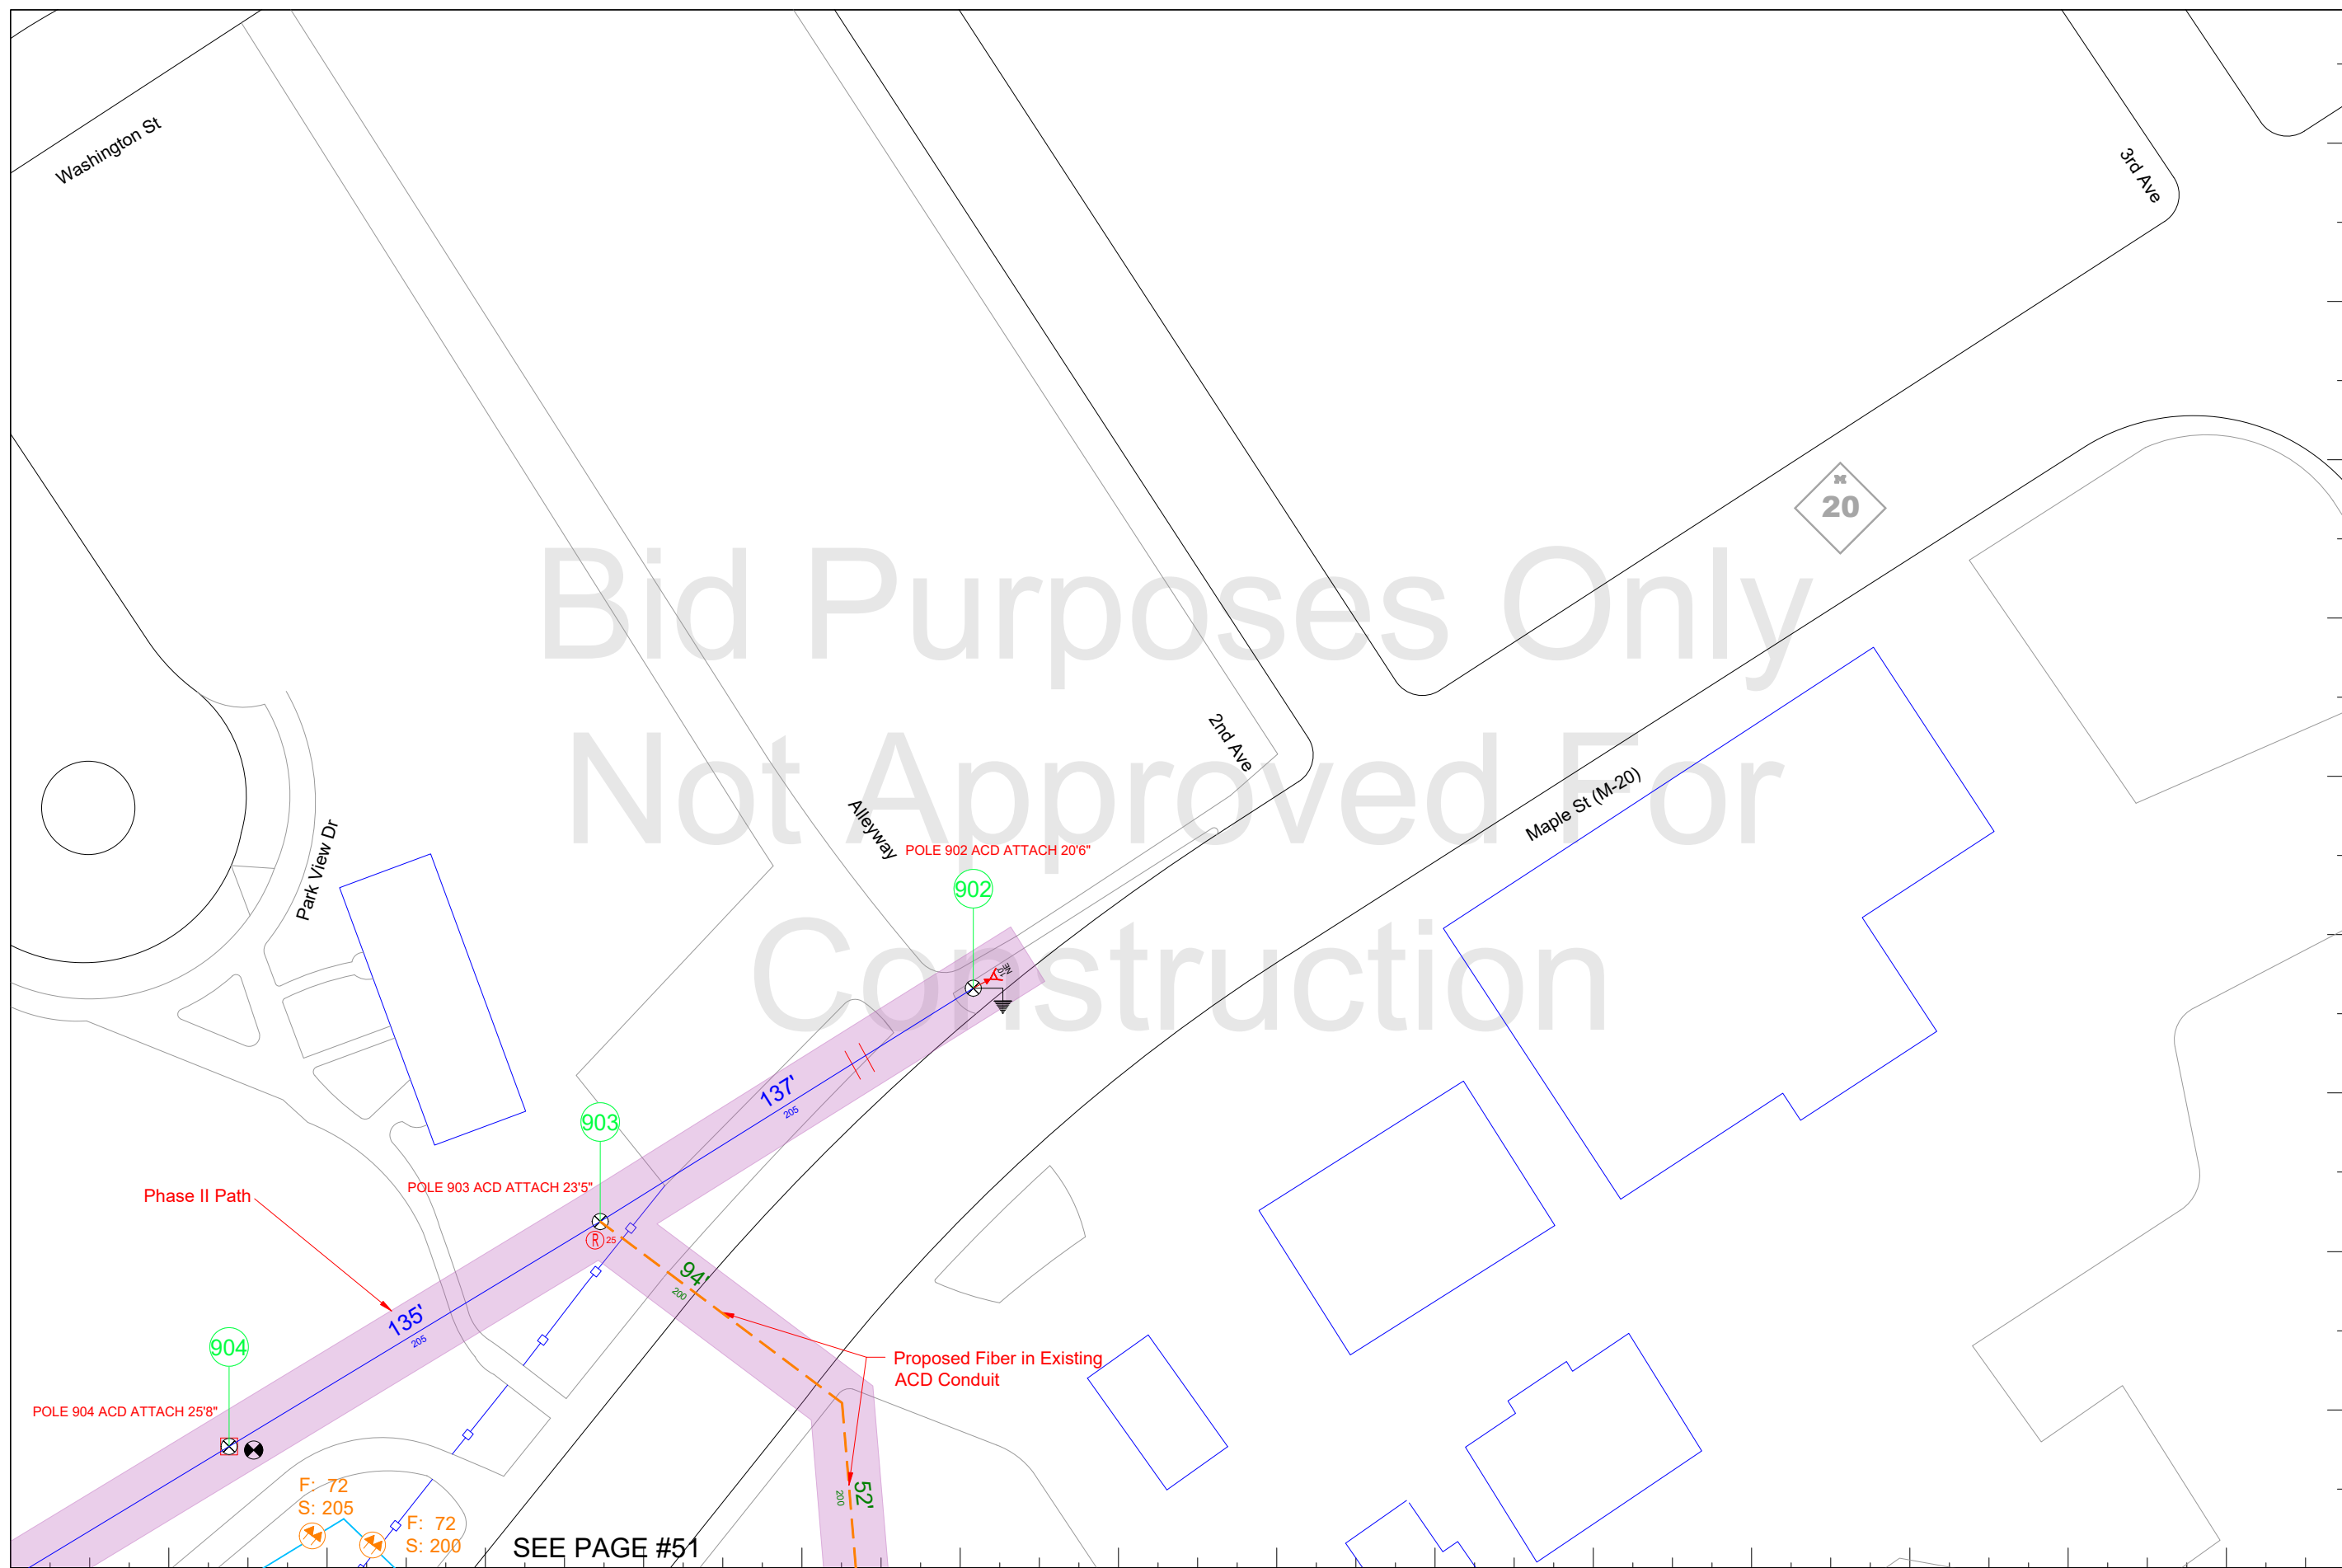 Washington St
3rd Ave
M
20
Bid Purposes Only
Not Approved For
Construction
2nd Ave
Maple St (M-20)
Alleyway
Park View Dr
POLE 902 ACD ATTACH 20'6"
902
10'
NE
137'
205
903
POLE 903 ACD ATTACH 23'5"
Phase II Path
R 25
94'
200
135'
205
904
Proposed Fiber in Existing
ACD Conduit
POLE 904 ACD ATTACH 25'8"
F: 72
S: 205
F: 72
S: 200
52'
200
SEE PAGE #51